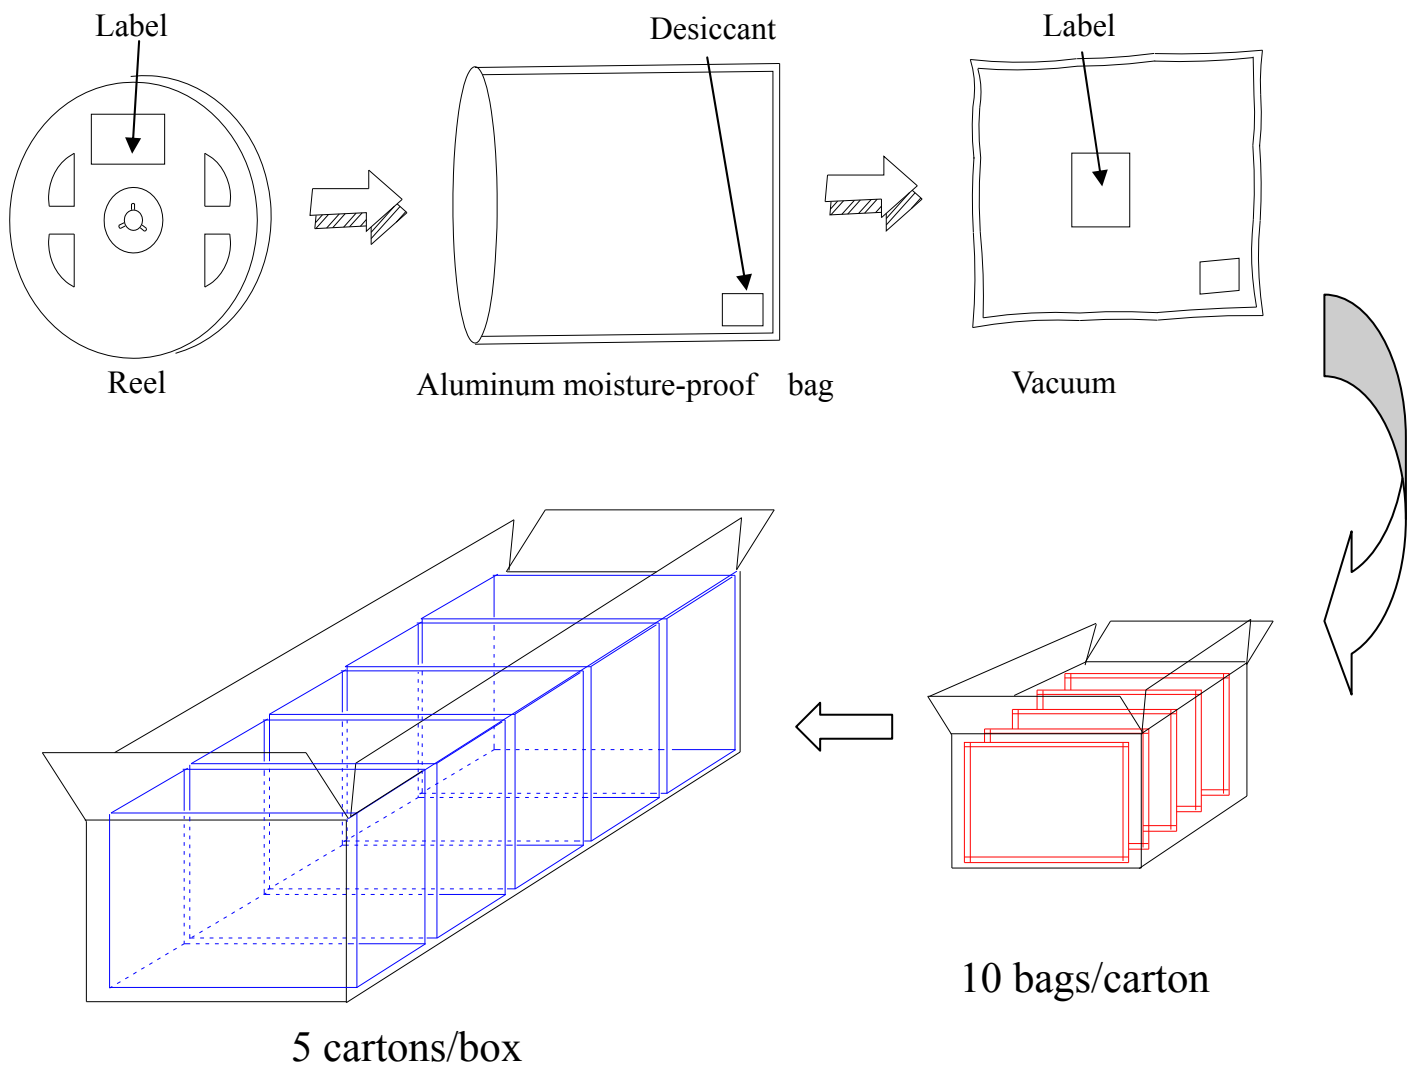 Label
Desiccant
Label
Reel
Aluminum moisture-proof bag
Vacuum
10 bags/carton
5 cartons/box